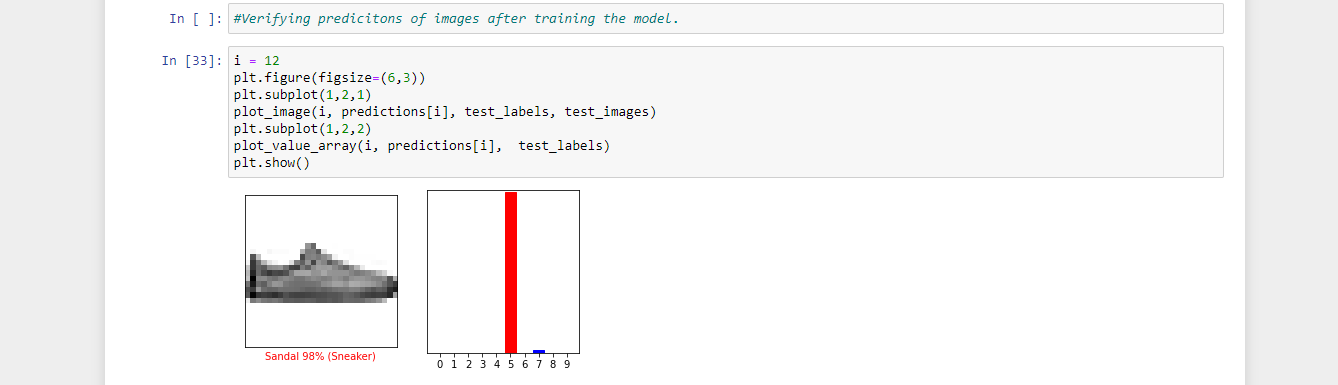 In [ ]: #Verifying predicitons of images after training the model.
In [33]: i = 12
plt.figure(figsize=(6,3))
plt.subplot(1,2,1)
plot_image(i, predictions[i], test_labels, test_images)
plt.subplot(1,2,2)
plot_value_array(i, predictions[i],  test_labels)
plt.show()
Sandal 98% (Sneaker)
0 1 2 3 4 5 6 7 8 9